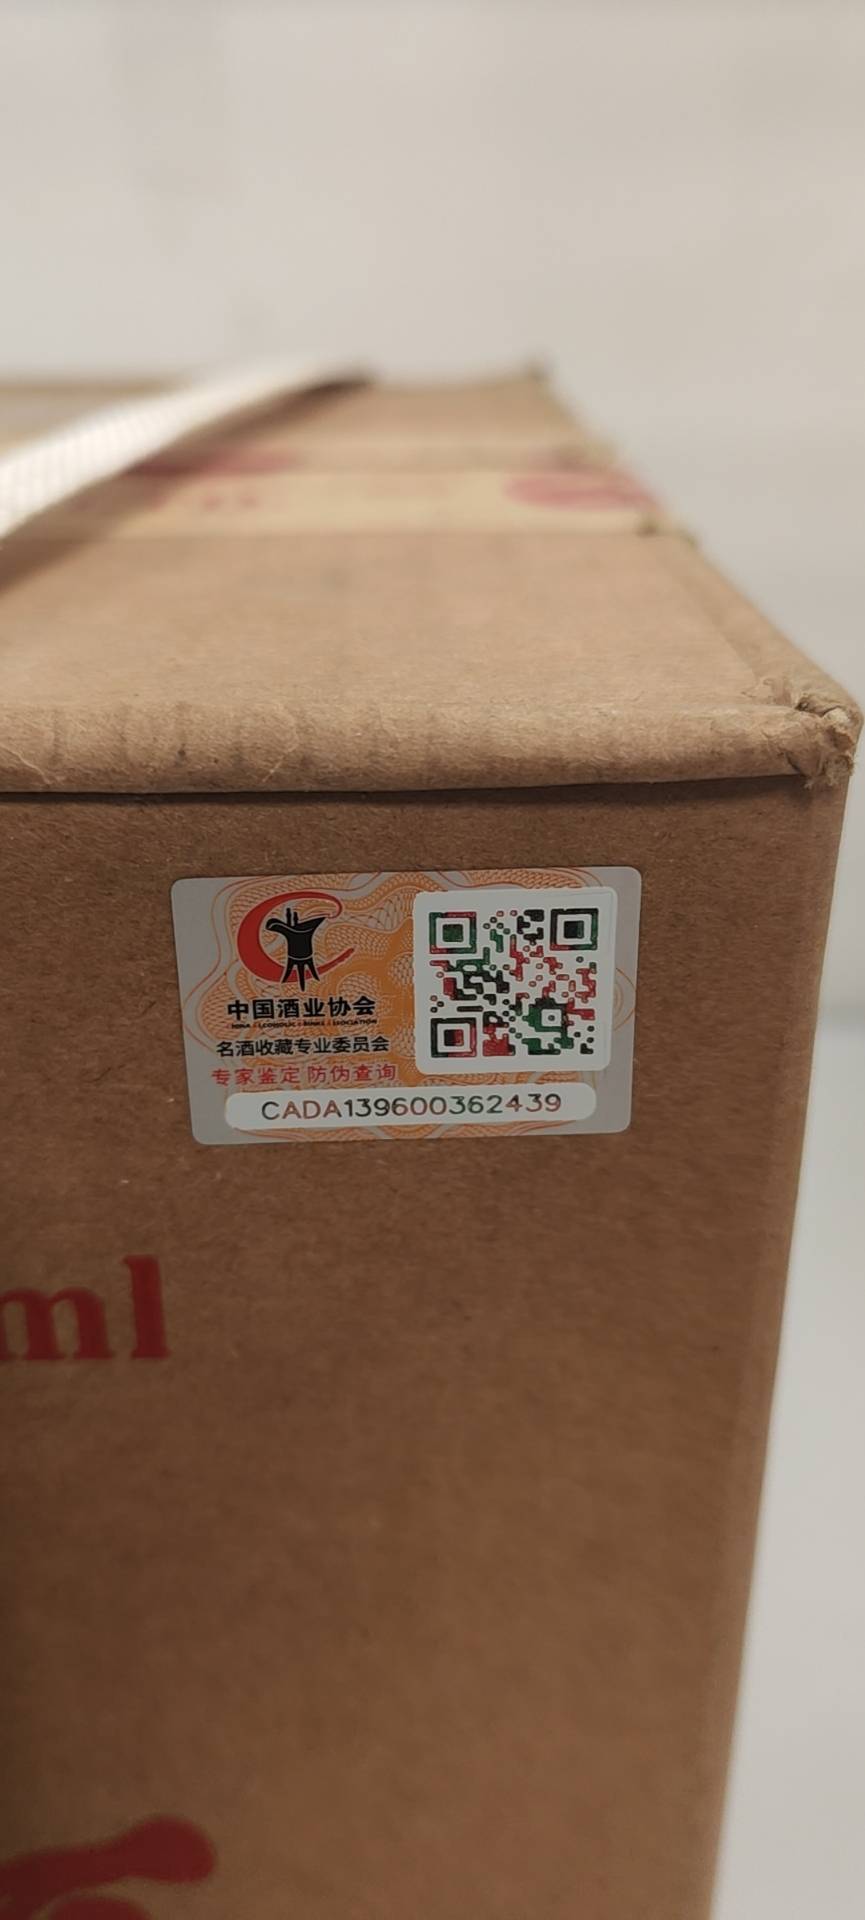 中国酒业协会
名酒收藏专业委员会
专家鉴定 防伪查询
CADA139600362439
ml